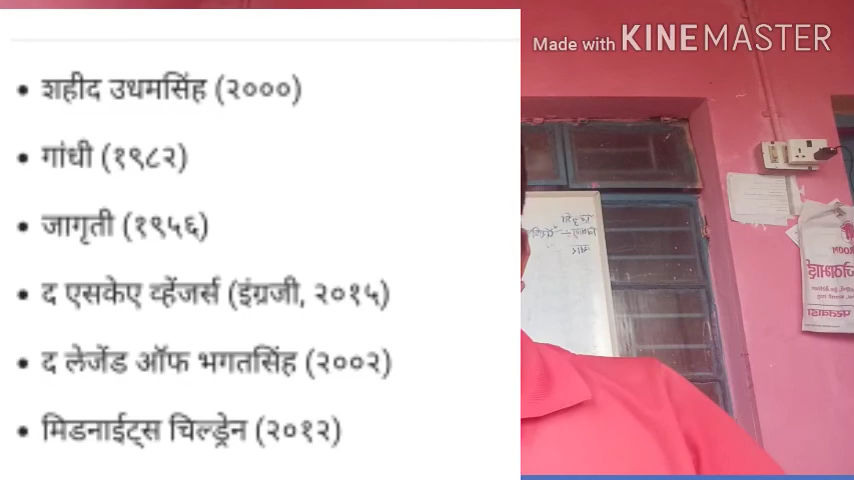 Made with KINEMASTER
• शहीद उधमसिंह (२०००)
• गांधी (१९८२)
• जागृती (१९५६)
• द एसकेए व्हेंजर्स (इंग्रजी, २०१५)
• द लेजेंड ऑफ भगतसिंह (२००२)
• मिडनाईट्स चिल्ड्रेन (२०१२)